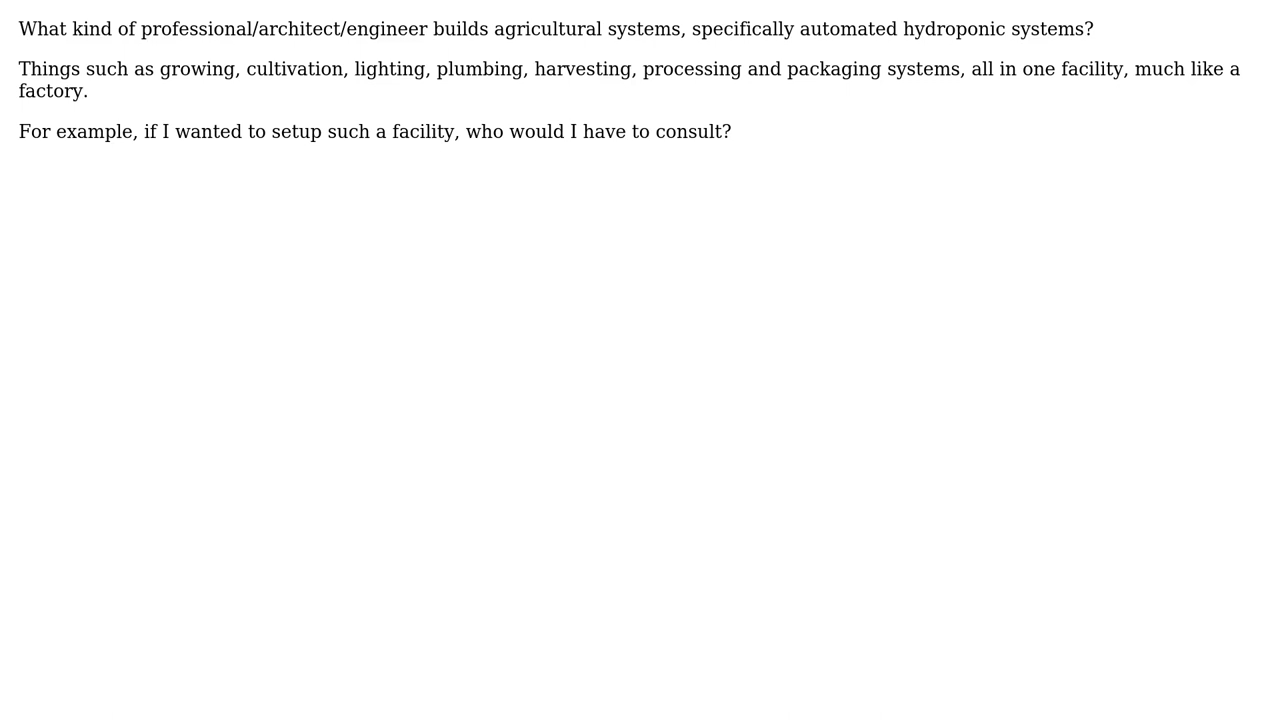 What kind of professional/architect/engineer builds agricultural systems, specifically automated hydroponic systems?
Things such as growing, cultivation, lighting, plumbing, harvesting, processing and packaging systems, all in one facility, much like a
factory.
For example, if I wanted to setup such a facility, who would I have to consult?